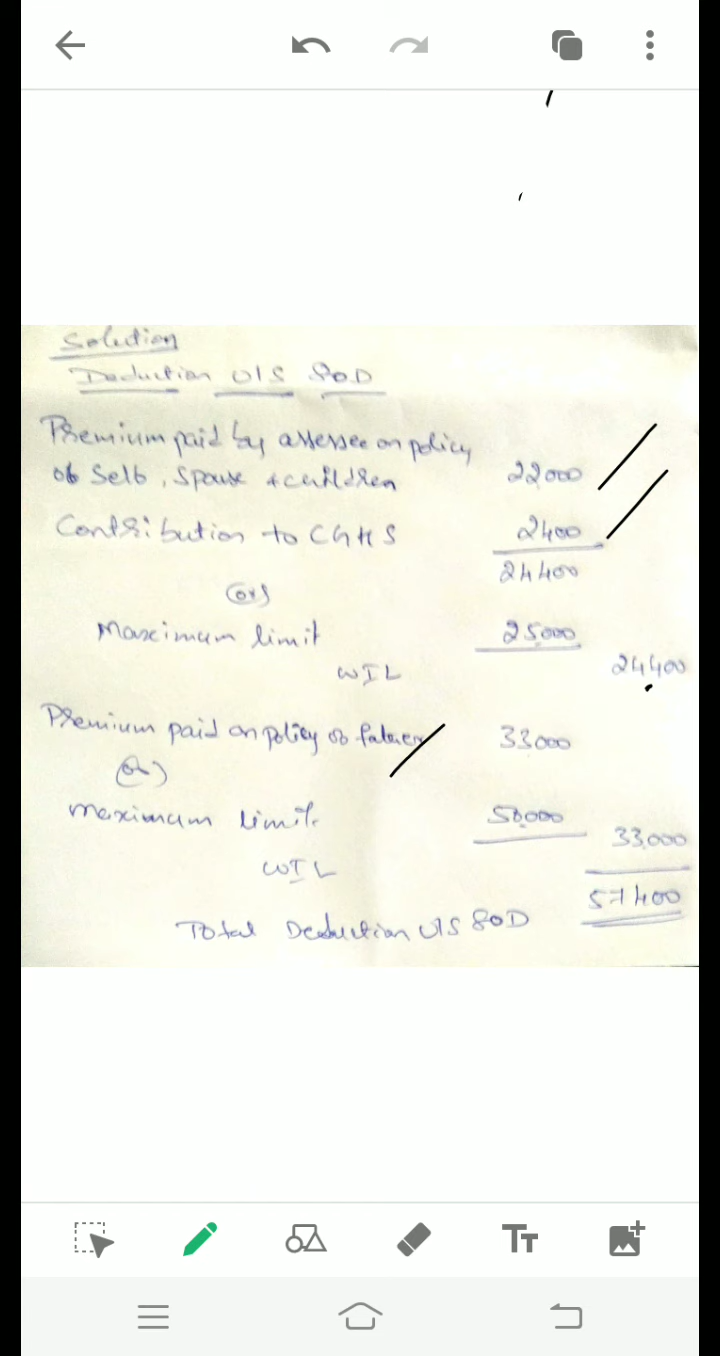 Solution
Deduction U/S 80D
Premium paid by assessee on policy
of Self, Spouse & children 22000
Contribution to CGHS 2400
24400
(or)
Maximum limit 25000
WIL 24400
Premium paid on policy of father 33000
(or)
maximum limit. 50000
WIL 33000
57400
Total Deduction U/S 80D
TT